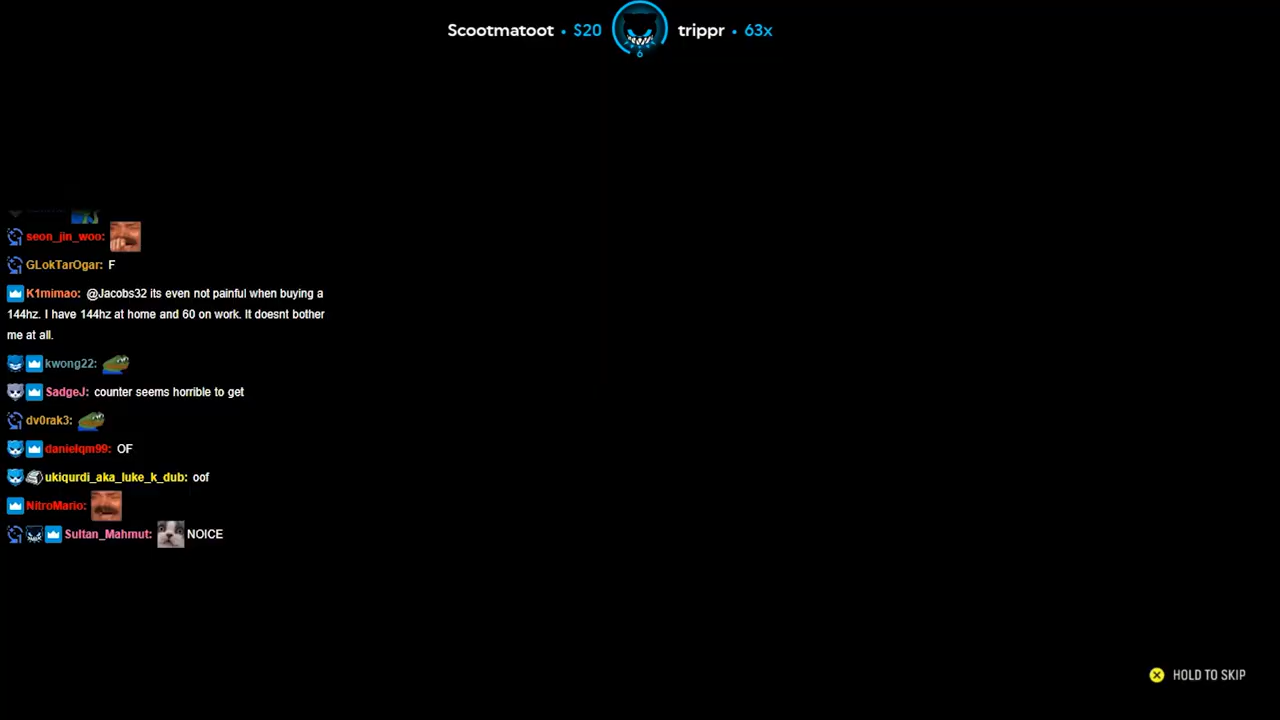 Scootmatoot • $20 trippr • 63x
seon_jin_woo:
GLokTarOgar: F
K1mimao: @Jacobs32 its even not painful when buying a
144hz. I have 144hz at home and 60 on work. It doesnt bother
me at all.
kwong22:
SadgeJ: counter seems horrible to get
dv0rak3:
danielqm99: OF
ukiqurdi_aka_luke_k_dub: oof
NitroMario:
Sultan_Mahmut: NOICE
HOLD TO SKIP